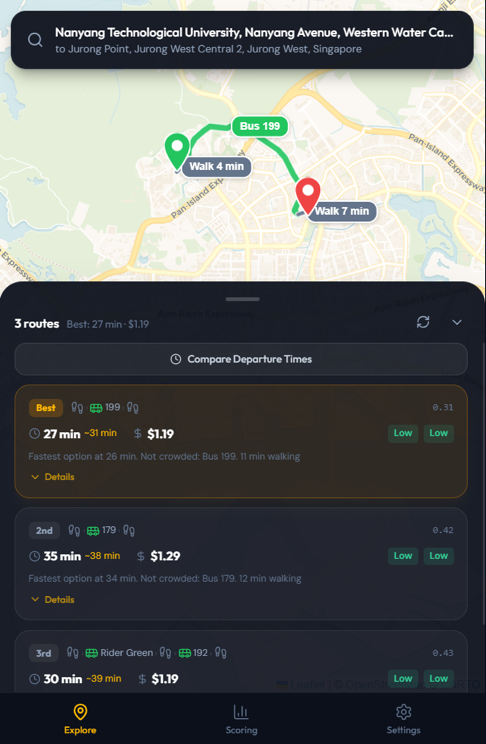 Nanyang Technological University, Nanyang Avenue, Western Water Ca...
to Jurong Point, Jurong West Central 2, Jurong West, Singapore
Bus 199
Walk 4 min
Pan-Island Expressway
Pan-Island Expressw
Walk 7 min
3 routes Best: 27 min · $1.19
Compare Departure Times
Best 199 0.31
27 min ~31 min $ $1.19 Low Low
Fastest option at 26 min. Not crowded: Bus 199. 11 min walking
Details
2nd 179 0.42
35 min ~38 min $ $1.29 Low Low
Fastest option at 34 min. Not crowded: Bus 179. 12 min walking
Details
3rd Rider Green 192 0.43
30 min ~39 min $ $1.19 Low Low
Explore Scoring Settings